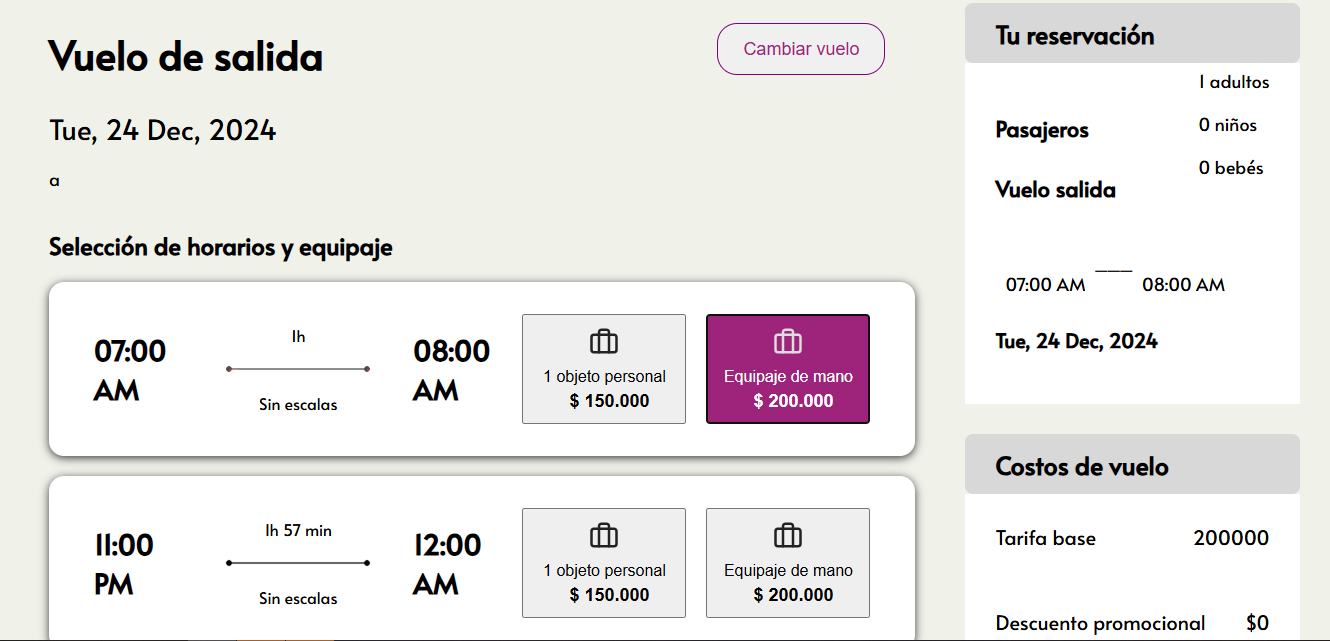 Vuelo de salida
Cambiar vuelo
Tue, 24 Dec, 2024
a
Selección de horarios y equipaje
07:00
AM
1h
Sin escalas
08:00
AM
1 objeto personal
$ 150.000
Equipaje de mano
$ 200.000
11:00
PM
1h 57 min
Sin escalas
12:00
AM
1 objeto personal
$ 150.000
Equipaje de mano
$ 200.000
Tu reservación
Pasajeros
1 adultos
0 niños
0 bebés
Vuelo salida
07:00 AM ___ 08:00 AM
Tue, 24 Dec, 2024
Costos de vuelo
Tarifa base 200000
Descuento promocional $0